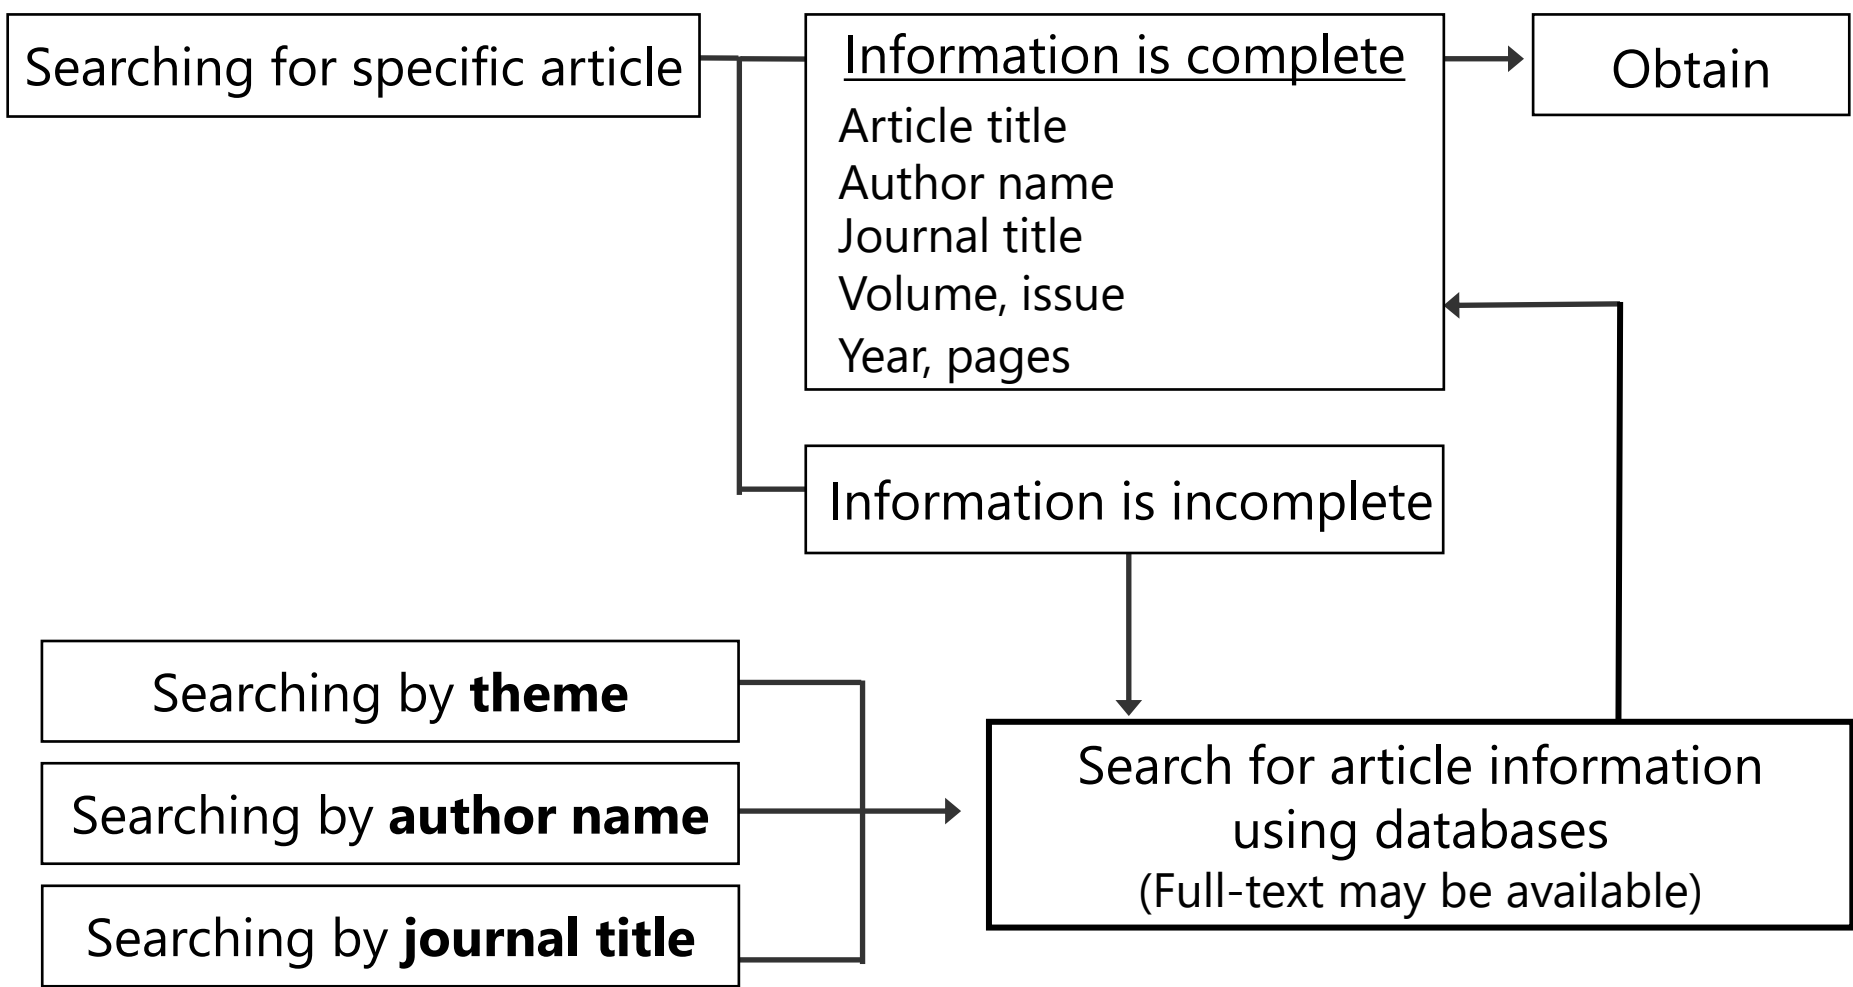 Searching for specific article
Information is complete
Article title
Author name
Journal title
Volume, issue
Year, pages
Obtain
Information is incomplete
Searching by theme
Searching by author name
Searching by journal title
Search for article information
using databases
(Full-text may be available)